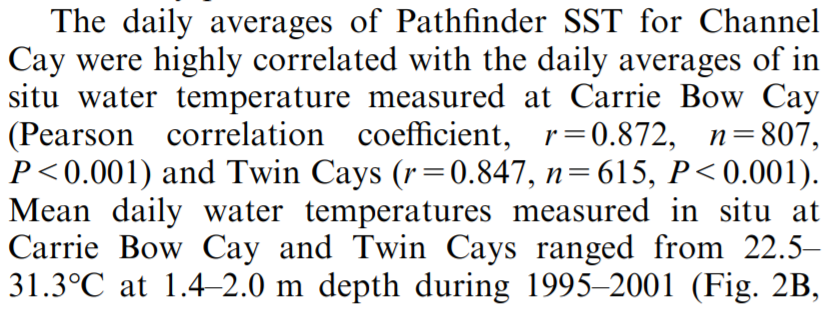 The daily averages of Pathfinder SST for Channel
Cay were highly correlated with the daily averages of in
situ water temperature measured at Carrie Bow Cay
(Pearson correlation coefficient, r=0.872, n=807,
P<0.001) and Twin Cays (r=0.847, n=615, P<0.001).
Mean daily water temperatures measured in situ at
Carrie Bow Cay and Twin Cays ranged from 22.5–
31.3°C at 1.4–2.0 m depth during 1995–2001 (Fig. 2B,